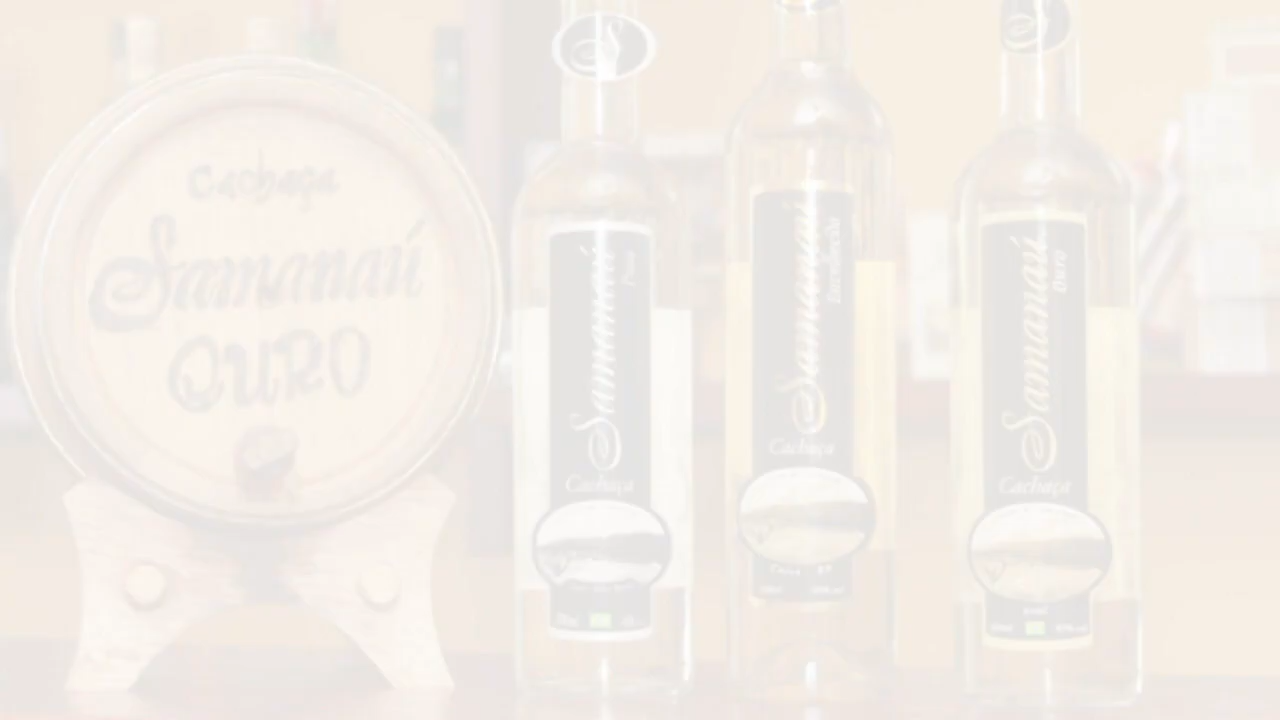 Cachaça
Samanaú
OURO
Samanaú
Prata
Cachaça
Samanaú
Envelhecida
Cachaça
Samanaú
Ouro
Cachaça